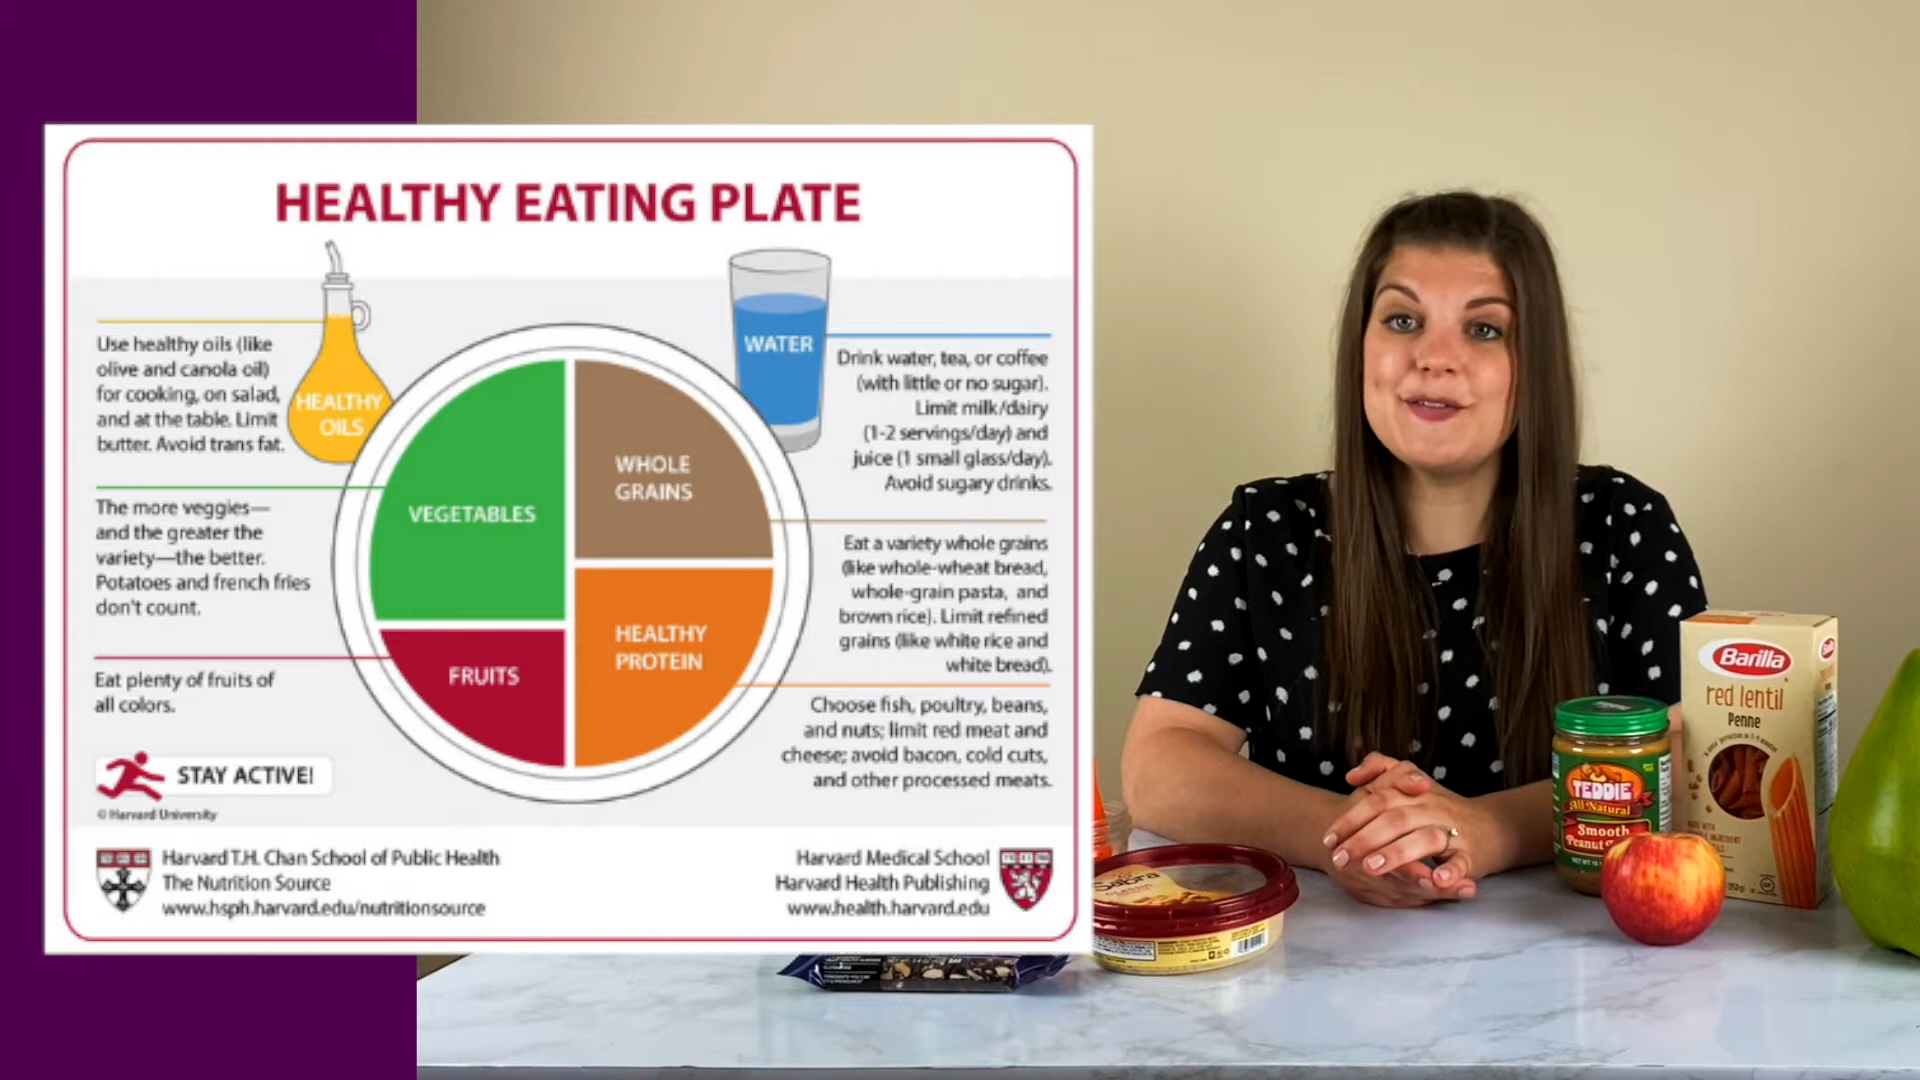 HEALTHY EATING PLATE
Use healthy oils (like
olive and canola oil)
for cooking, on salad,
and at the table. Limit
butter. Avoid trans fat.
HEALTHY
OILS
WATER
Drink water, tea, or coffee
(with little or no sugar).
Limit milk/dairy
(1-2 servings/day) and
juice (1 small glass/day).
Avoid sugary drinks.
The more veggies—
and the greater the
variety—the better.
Potatoes and french fries
don't count.
VEGETABLES
WHOLE
GRAINS
Eat a variety whole grains
(like whole-wheat bread,
whole-grain pasta, and
brown rice). Limit refined
grains (like white rice and
white bread).
Eat plenty of fruits of
all colors.
FRUITS
HEALTHY
PROTEIN
Choose fish, poultry, beans,
and nuts; limit red meat and
cheese; avoid bacon, cold cuts,
and other processed meats.
STAY ACTIVE!
© Harvard University
Harvard T.H. Chan School of Public Health
The Nutrition Source
www.hsph.harvard.edu/nutritionsource
Harvard Medical School
Harvard Health Publishing
www.health.harvard.edu
Sabra
TEDDIE
All Natural
Smooth
Peanut
Barilla
red lentil
Penne